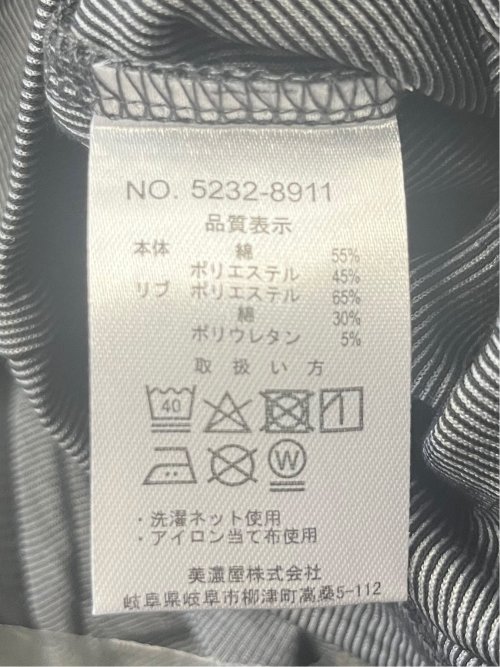 NO. 5232-8911
品質表示
本体 綿 55%
ポリエステル 45%
リブ ポリエステル 65%
綿 30%
ポリウレタン 5%
取扱い方
40
W
・洗濯ネット使用
・アイロン当て布使用
美濃屋株式会社
岐阜県岐阜市柳津町高桑5-112